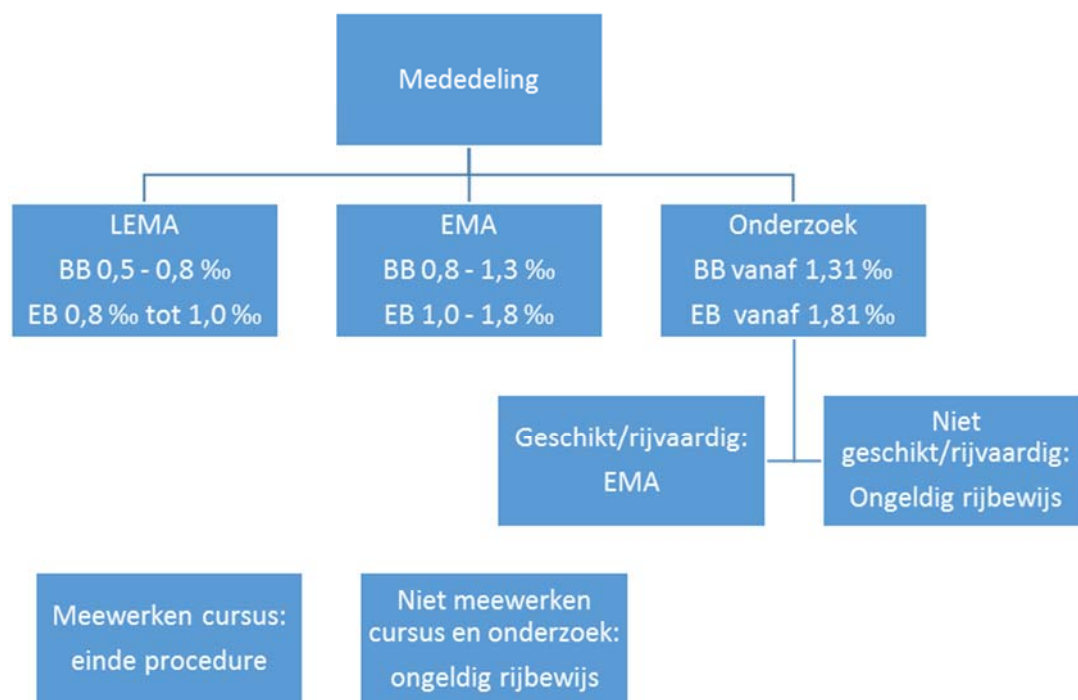 Mededeling
LEMA
BB 0,5 - 0,8 ‰
EB 0,8 ‰ tot 1,0 ‰
EMA
BB 0,8 - 1,3 ‰
EB 1,0 - 1,8 ‰
Onderzoek
BB vanaf 1,31 ‰
EB vanaf 1,81 ‰
Geschikt/rijvaardig:
EMA
Niet
geschikt/rijvaardig:
Ongeldig rijbewijs
Meewerken cursus:
einde procedure
Niet meewerken
cursus en onderzoek:
ongeldig rijbewijs